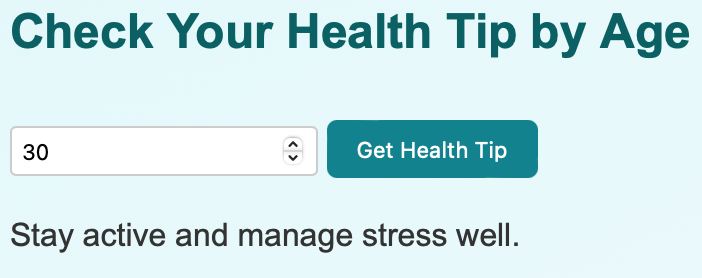 Check Your Health Tip by Age
30
Get Health Tip
Stay active and manage stress well.